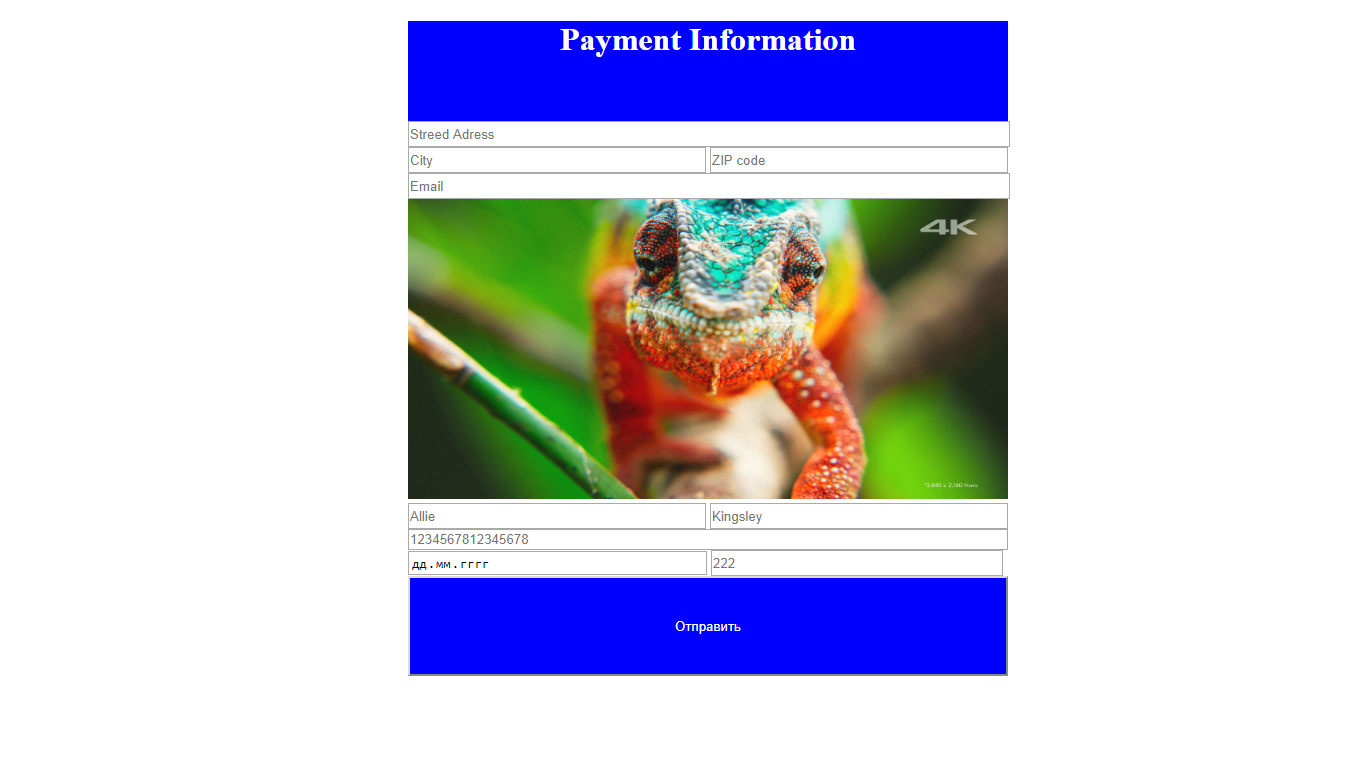 Payment Information
Streed Adress
City ZIP code
Email
4K
*3,840 x 2,160 Pixels
Allie Kingsley
1234567812345678
дд.мм.гггг 222
Отправить